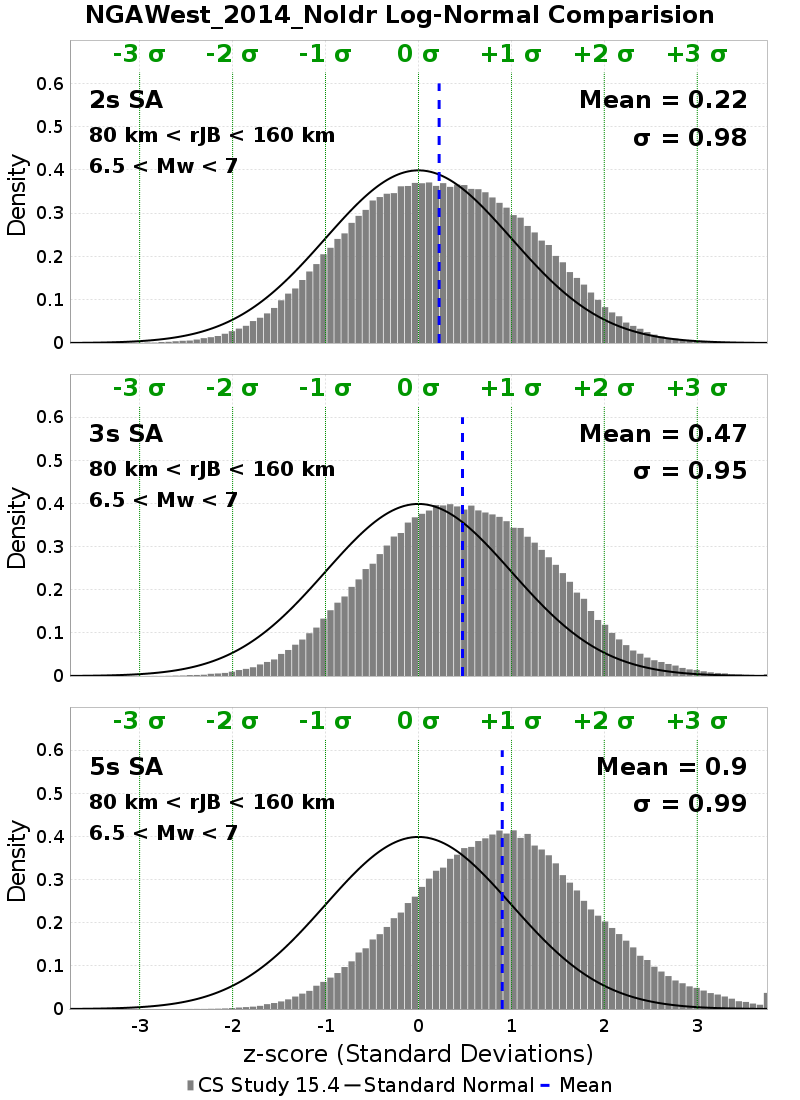 NGAWest_2014_NoIdr Log-Normal Comparision
-3 σ -2 σ -1 σ 0 σ +1 σ +2 σ +3 σ
0.6
2s SA Mean = 0.22
0.5
80 km < rJB < 160 km σ = 0.98
6.5 < Mw < 7
0.4
0.3
0.2
0.1
0
Density
-3 σ -2 σ -1 σ 0 σ +1 σ +2 σ +3 σ
0.6
3s SA Mean = 0.47
0.5
80 km < rJB < 160 km σ = 0.95
6.5 < Mw < 7
0.4
0.3
0.2
0.1
0
Density
-3 σ -2 σ -1 σ 0 σ +1 σ +2 σ +3 σ
0.6
5s SA Mean = 0.9
0.5
80 km < rJB < 160 km σ = 0.99
6.5 < Mw < 7
0.4
0.3
0.2
0.1
0
Density
-3 -2 -1 0 1 2 3
z-score (Standard Deviations)
CS Study 15.4 Standard Normal Mean